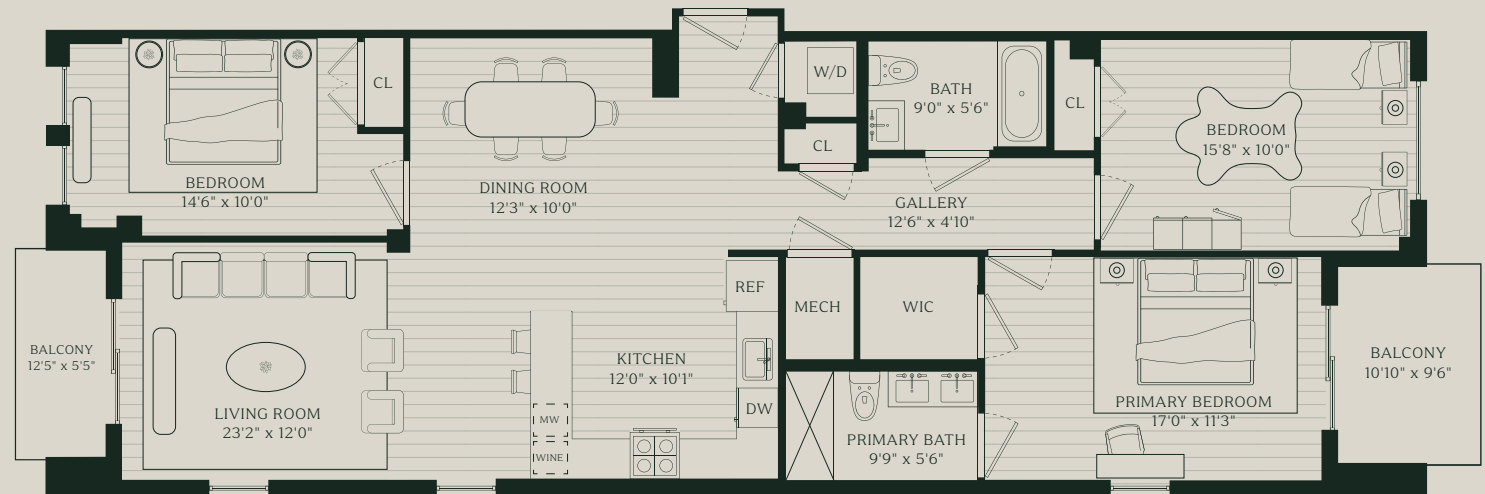 CL
W/D
BATH
9'0" x 5'6"
CL
CL
BEDROOM
15'8" x 10'0"
BEDROOM
14'6" x 10'0"
DINING ROOM
12'3" x 10'0"
GALLERY
12'6" x 4'10"
REF
MECH
WIC
BALCONY
12'5" x 5'5"
KITCHEN
12'0" x 10'1"
BALCONY
10'10" x 9'6"
LIVING ROOM
23'2" x 12'0"
MW
DW
WINE
PRIMARY BATH
9'9" x 5'6"
PRIMARY BEDROOM
17'0" x 11'3"